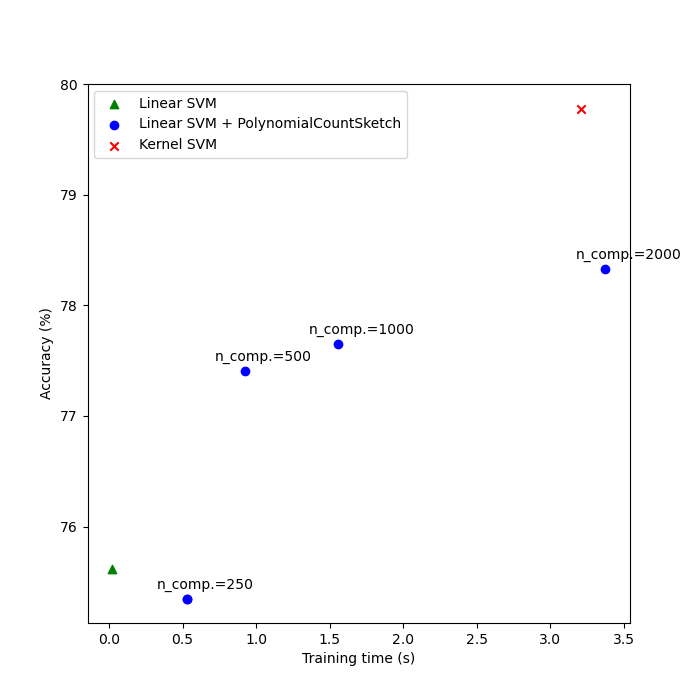 80
Linear SVM
Linear SVM + PolynomialCountSketch
Kernel SVM
79
n_comp.=2000
78
n_comp.=1000
n_comp.=500
77
76
n_comp.=250
Accuracy (%)
0.0 0.5 1.0 1.5 2.0 2.5 3.0 3.5
Training time (s)